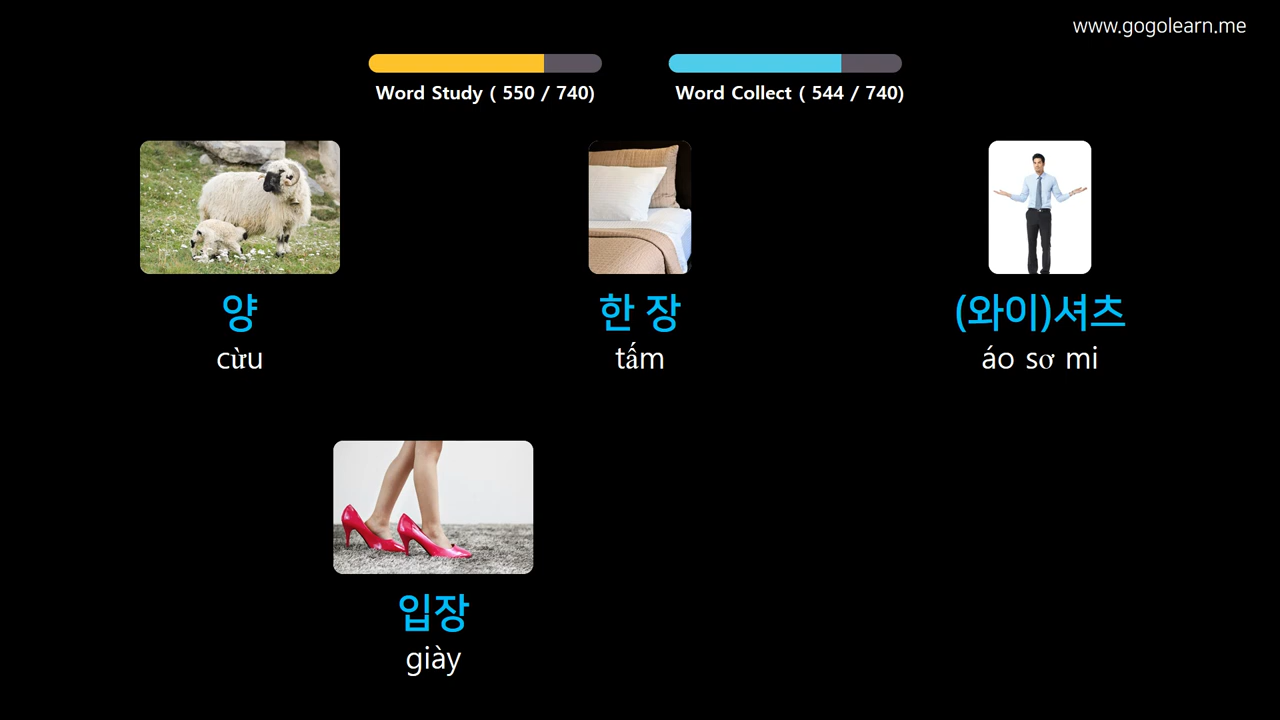 www.gogolearn.me
Word Study ( 550 / 740)
Word Collect ( 544 / 740)
양
cừu
한 장
tấm
(와이)셔츠
áo sơ mi
입장
giày